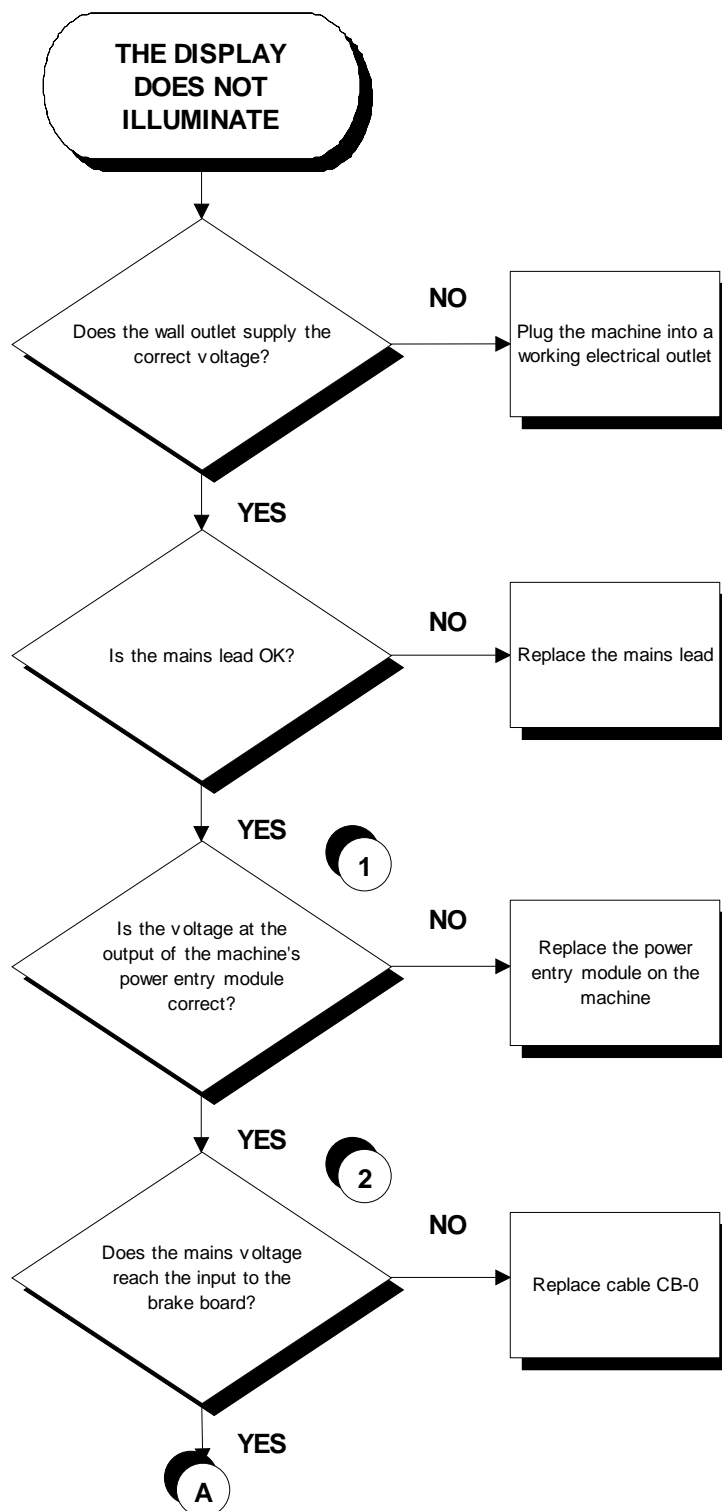 THE DISPLAY
DOES NOT
ILLUMINATE
Does the wall outlet supply the
correct voltage?
NO
Plug the machine into a
working electrical outlet
YES
Is the mains lead OK?
NO
Replace the mains lead
YES
1
Is the voltage at the
output of the machine's
power entry module
correct?
NO
Replace the power
entry module on the
machine
YES
2
Does the mains voltage
reach the input to the
brake board?
NO
Replace cable CB-0
YES
A